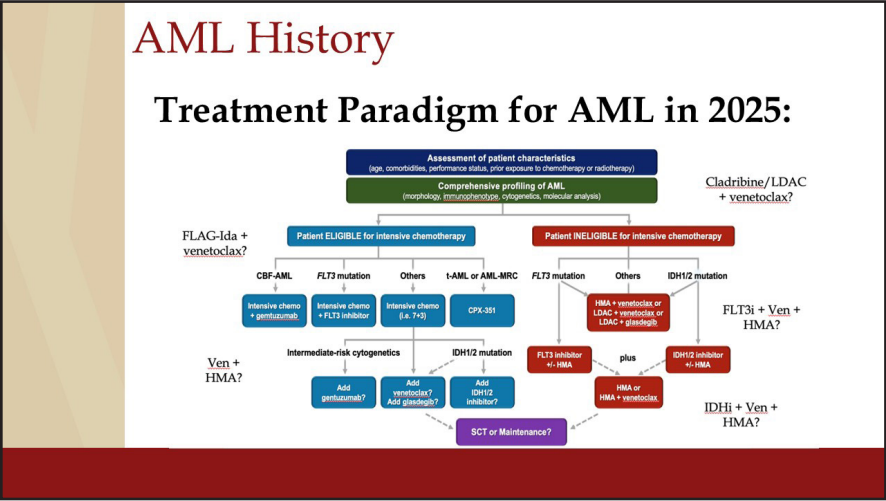 AML History
Treatment Paradigm for AML in 2025:
Assessment of patient characteristics
(age, comorbidities, performance status, prior exposure to chemotherapy or radiotherapy)
Comprehensive profiling of AML
(morphology, immunophenotype, cytogenetics, molecular analysis)
Cladribine/LDAC
+ venetoclax?
FLAG-Ida +
venetoclax?
Patient ELIGIBLE for intensive chemotherapy
Patient INELIGIBLE for intensive chemotherapy
CBF-AML
FLT3 mutation
Others
t-AML or AML-MRC
FLT3 mutation
Others
IDH1/2 mutation
Intensive chemo
+ gemtuzumab
Intensive chemo
+ FLT3 inhibitor
Intensive chemo
(i.e. 7+3)
CPX-351
HMA + venetoclax or
LDAC + venetoclax or
LDAC + glasdegib
FLT3i + Ven +
HMA?
Ven +
HMA?
Intermediate-risk cytogenetics
IDH1/2 mutation
FLT3 inhibitor
+/- HMA
plus
IDH1/2 inhibitor
+/- HMA
Add
gentuzumab?
Add
venetoclax?
Add glasdegib?
Add
IDH1/2
inhibitor?
HMA or
HMA + venetoclax
IDHi + Ven +
HMA?
SCT or Maintenance?